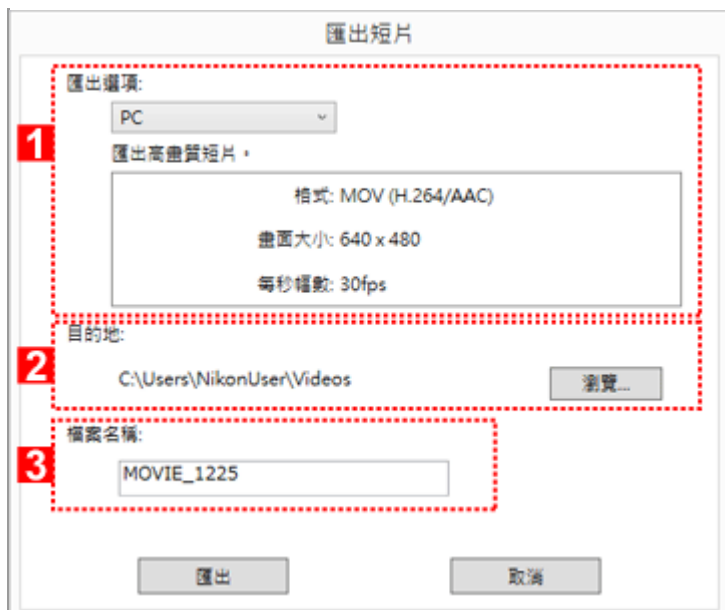 匯出短片
匯出選項:
PC
1
匯出高畫質短片。
格式: MOV (H.264/AAC)
畫面大小: 640 x 480
每秒幅數: 30fps
目的地:
2
C:\Users\NikonUser\Videos
瀏覽...
檔案名稱:
3
MOVIE_1225
匯出
取消